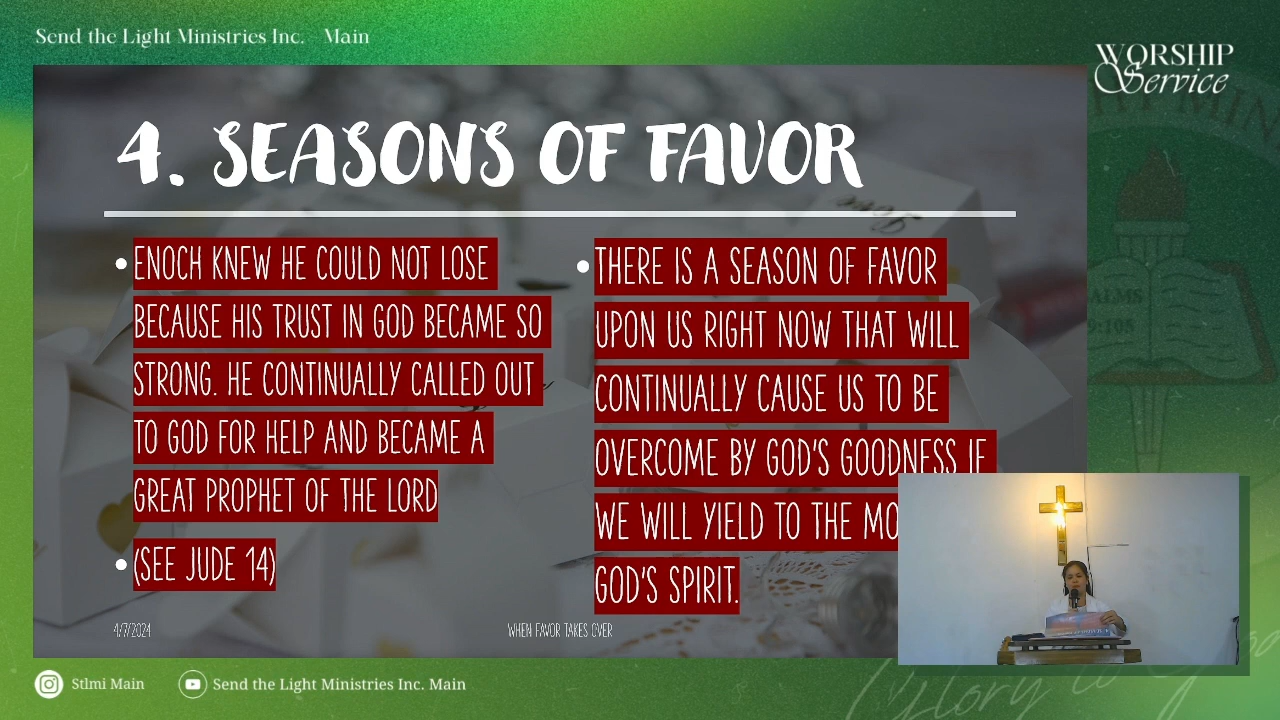 Send the Light Ministries Inc. Main
WORSHIP
Service
4. SEASONS OF FAVOR
• ENOCH KNEW HE COULD NOT LOSE
BECAUSE HIS TRUST IN GOD BECAME SO
STRONG. HE CONTINUALLY CALLED OUT
TO GOD FOR HELP AND BECAME A
GREAT PROPHET OF THE LORD
• (SEE JUDE 14)
• THERE IS A SEASON OF FAVOR
UPON US RIGHT NOW THAT WILL
CONTINUALLY CAUSE US TO BE
OVERCOME BY GOD'S GOODNESS IF
WE WILL YIELD TO THE MO
GOD'S SPIRIT.
4/7/2024
WHEN FAVOR TAKES OVER
Love
Stlmi Main
Send the Light Ministries Inc. Main
Glory to